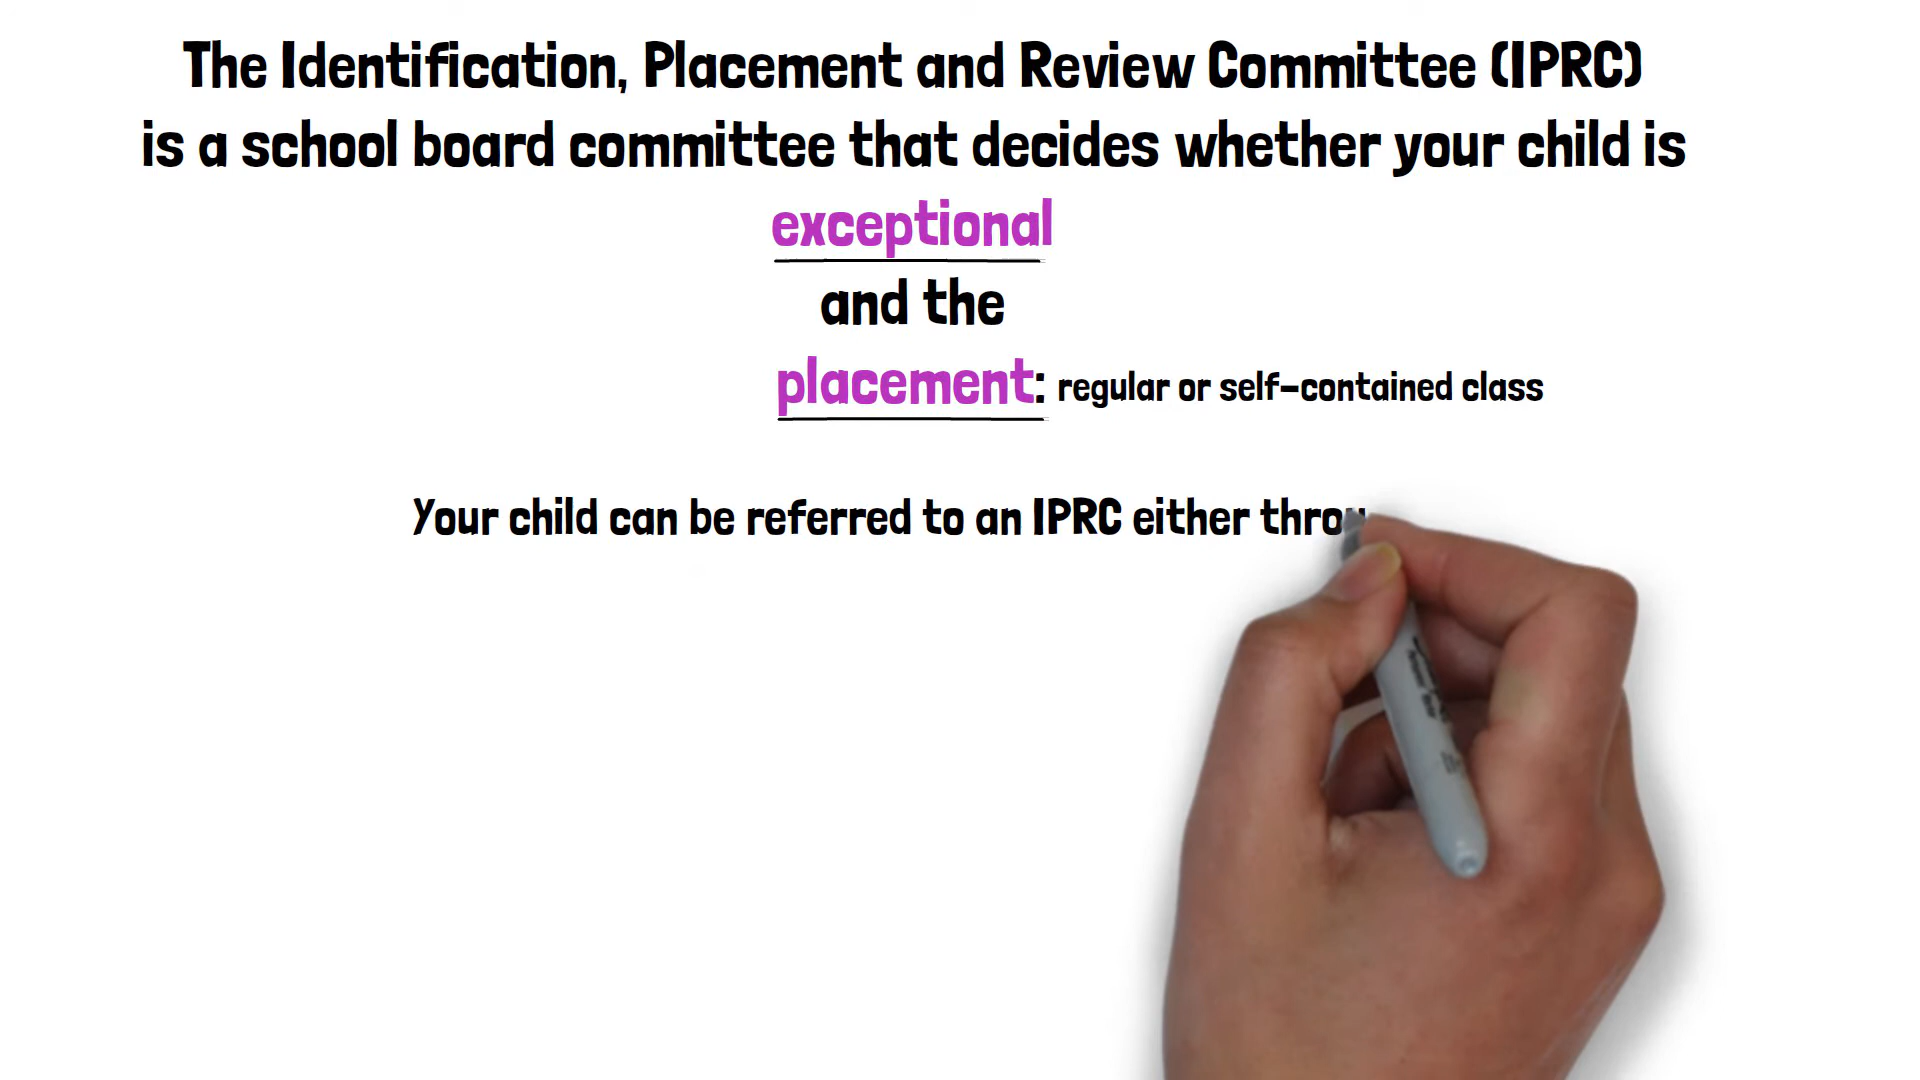 The Identification, Placement and Review Committee (IPRC)
is a school board committee that decides whether your child is
exceptional
and the
placement: regular or self-contained class
Your child can be referred to an IPRC either throu